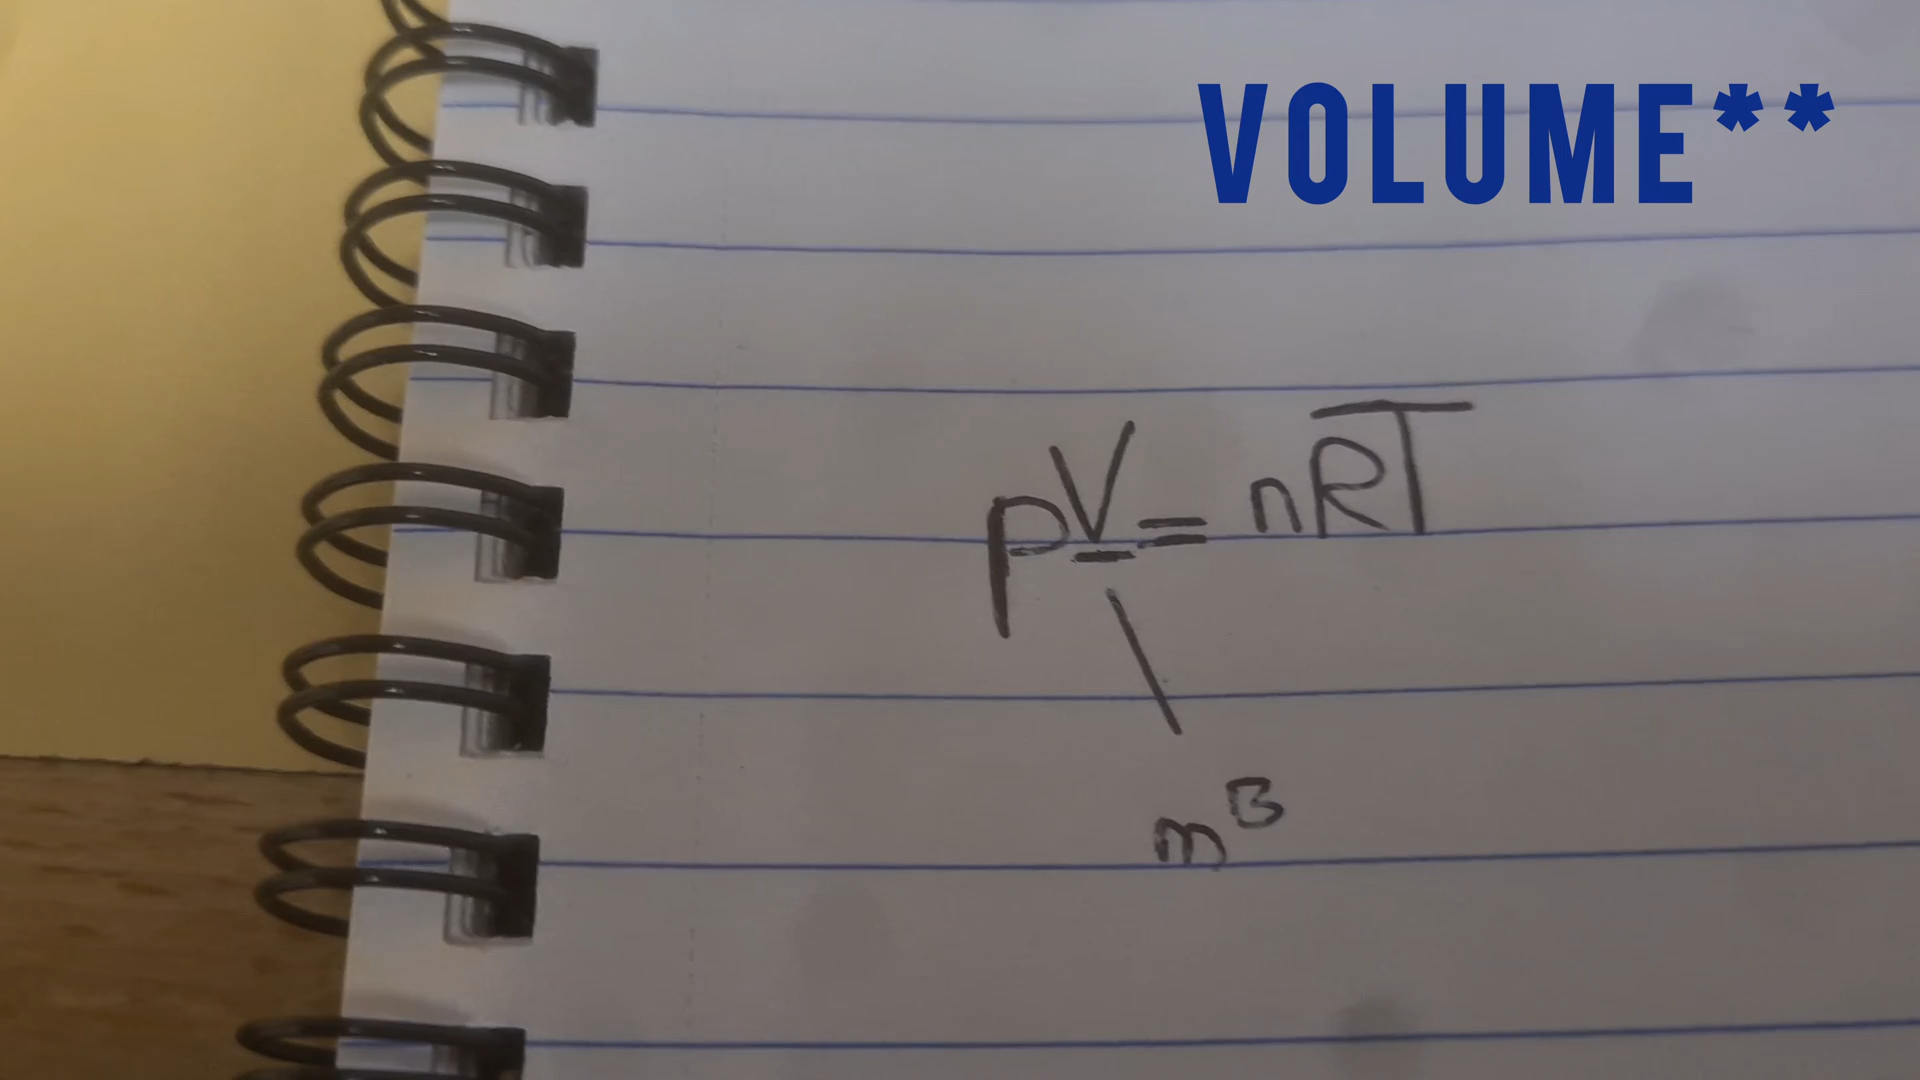 VOLUME**
pV = nRT
m³